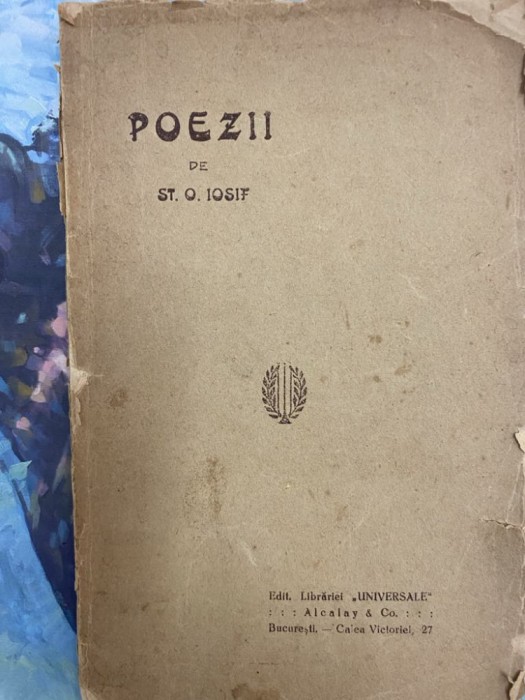 POEZII
DE
ST. O. IOSIF
Edit. Librăriei „UNIVERSALE"
: : : Alcalay & Co. : : :
București. — Calea Victoriei, 27